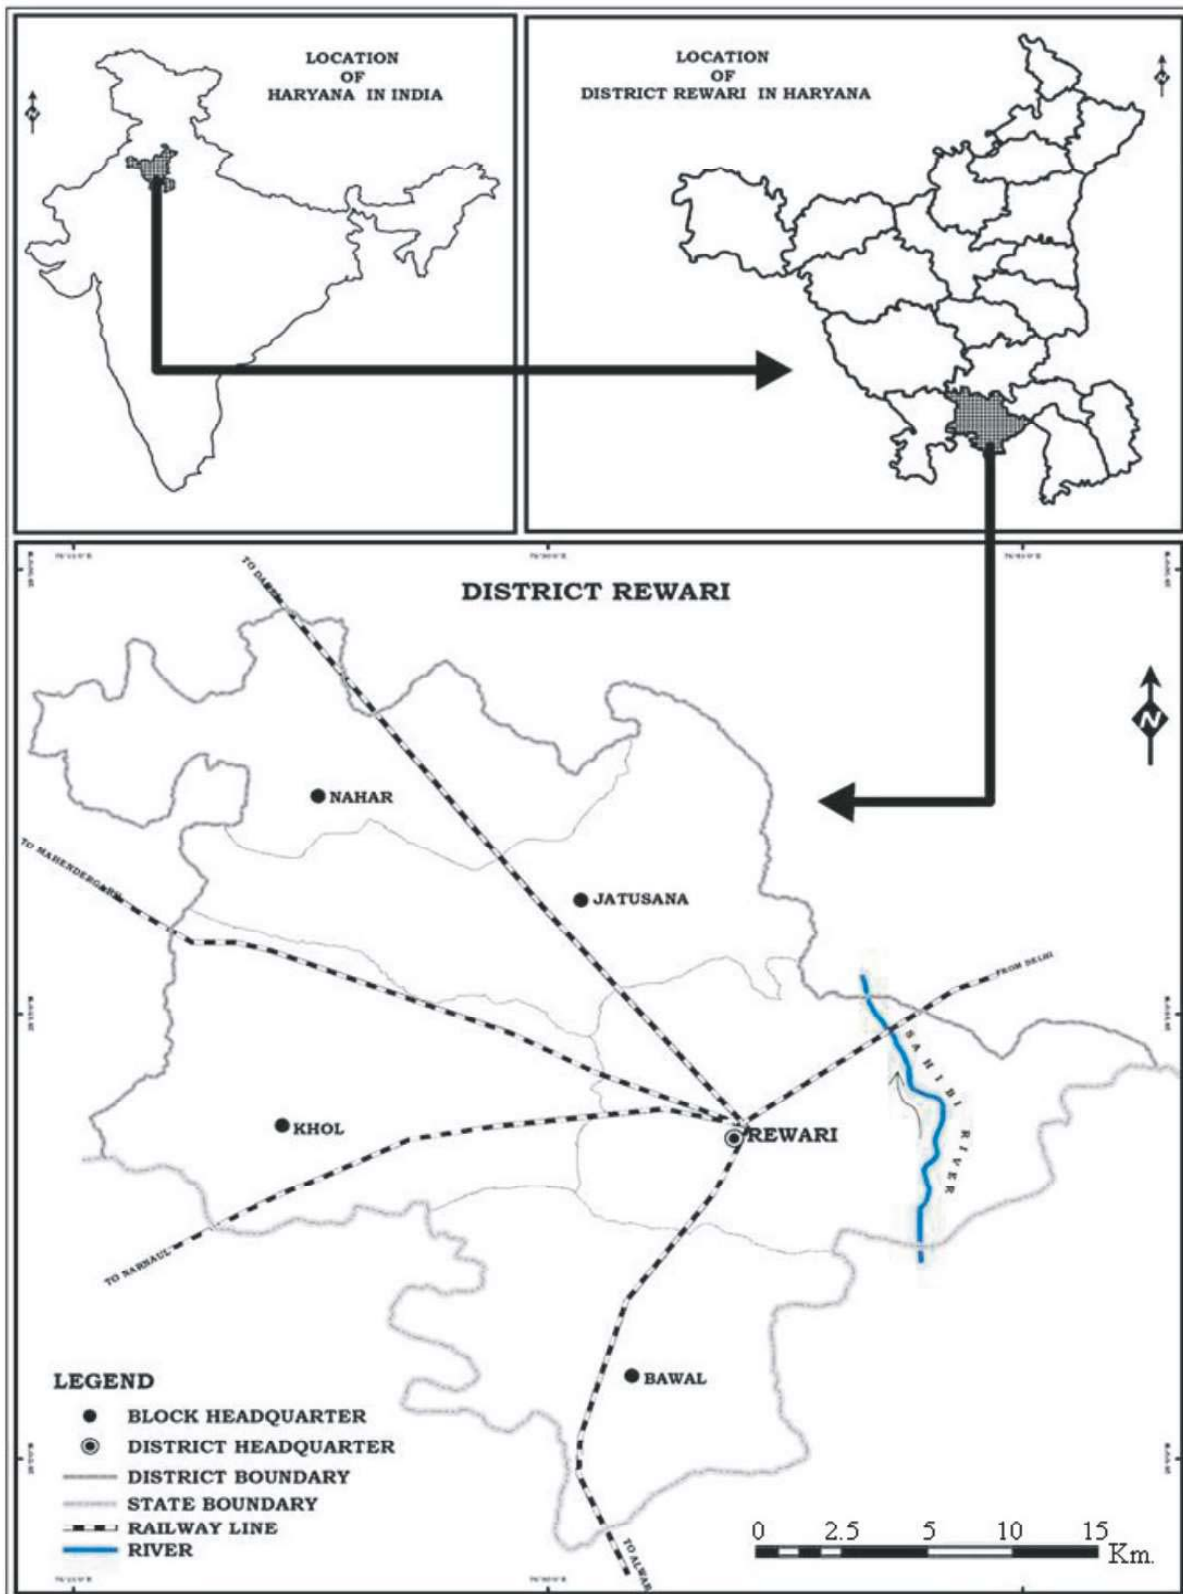 LOCATION
OF
HARYANA IN INDIA
N
LOCATION
OF
DISTRICT REWARI IN HARYANA
N
DISTRICT REWARI
N
NAHAR
TO MAHENDERGARH
JATUSANA
FROM DELHI
SAHIBI RIVER
KHOL
REWARI
TO NARNAUL
BAWAL
TO ALWAR
LEGEND
BLOCK HEADQUARTER
DISTRICT HEADQUARTER
DISTRICT BOUNDARY
STATE BOUNDARY
RAILWAY LINE
RIVER
0 2.5 5 10 15
Km.